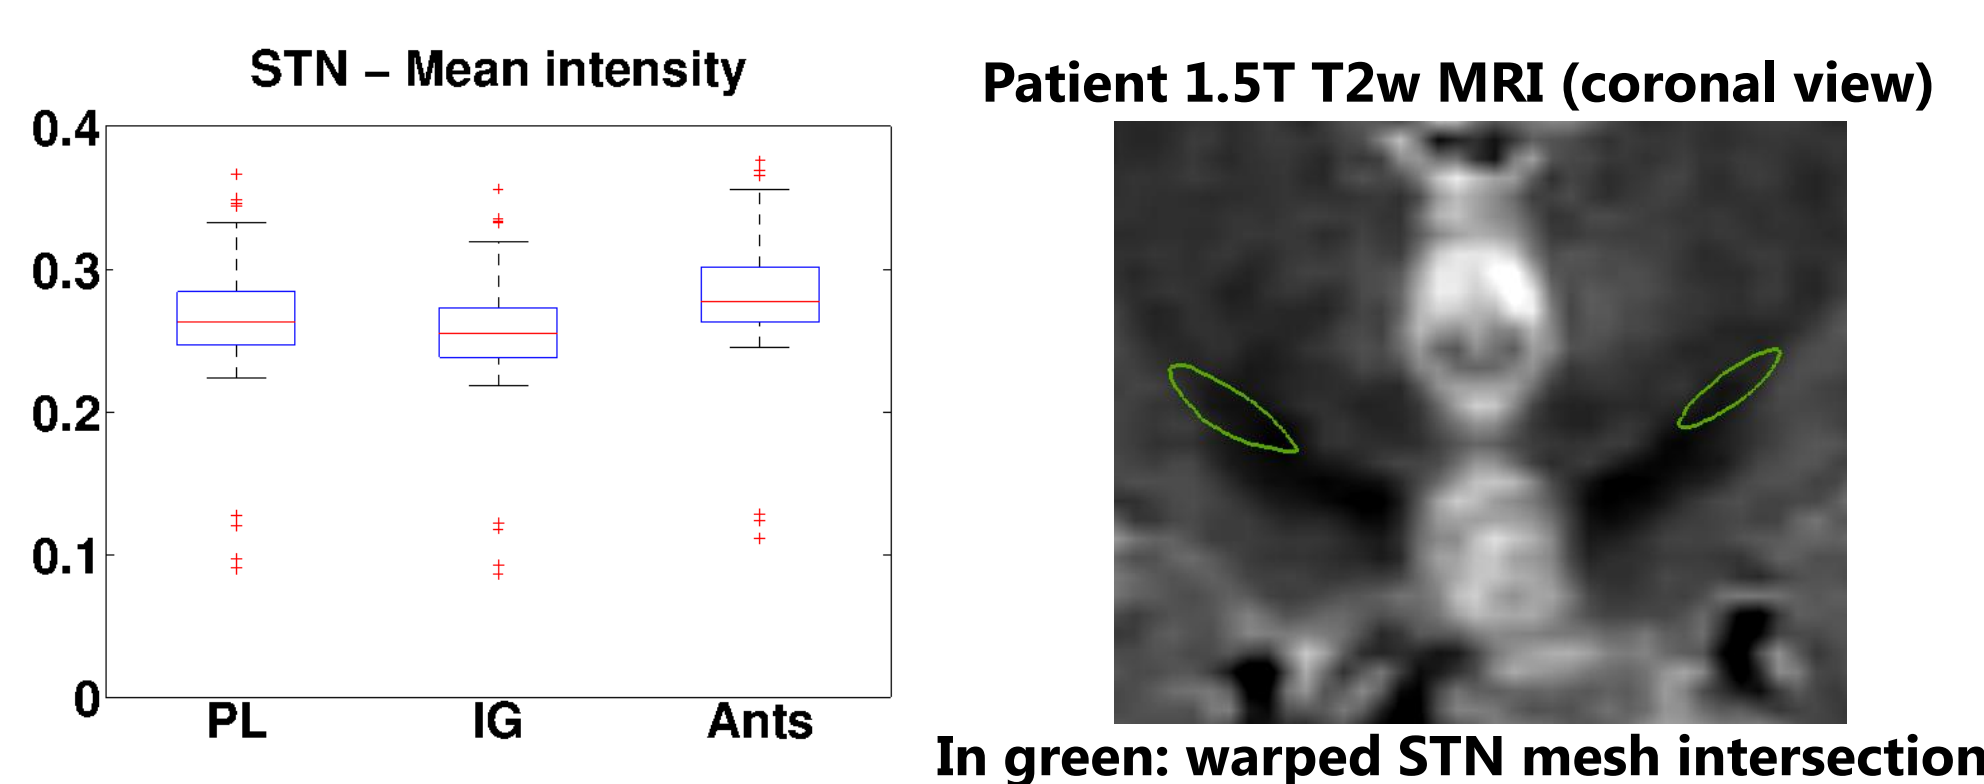 STN – Mean intensity
0.4
0.3
0.2
0.1
0
PL IG Ants
Patient 1.5T T2w MRI (coronal view)
In green: warped STN mesh intersection